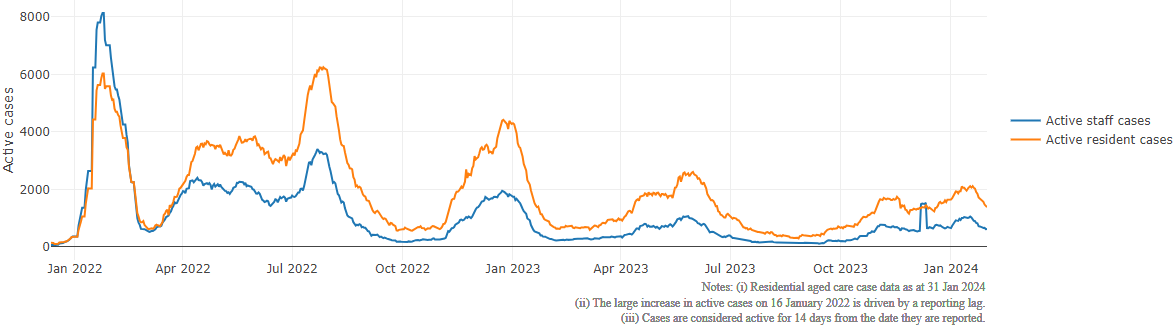 8000
6000
4000
2000
0
Active cases
Jan 2022
Apr 2022
Jul 2022
Oct 2022
Jan 2023
Apr 2023
Jul 2023
Oct 2023
Jan 2024
Active staff cases
Active resident cases
Notes: (i) Residential aged care case data as at 31 Jan 2024
(ii) The large increase in active cases on 16 January 2022 is driven by a reporting lag.
(iii) Cases are considered active for 14 days from the date they are reported.